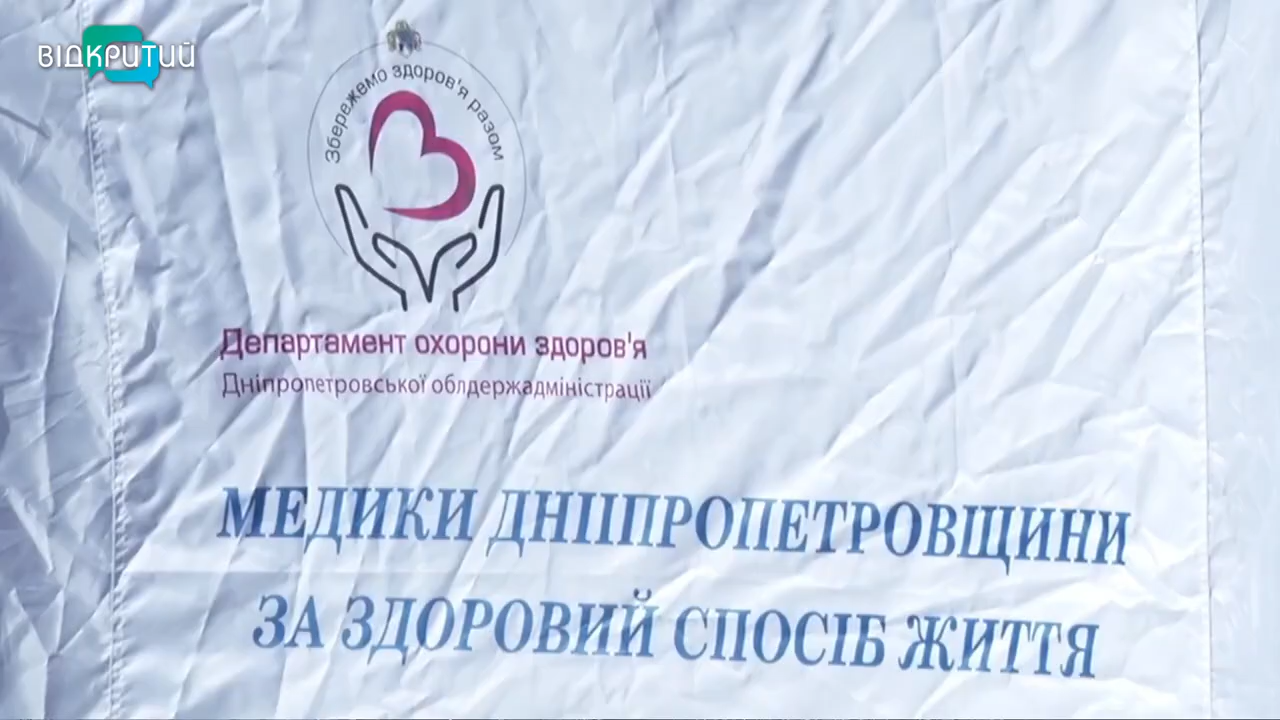 ВІДКРИТИЙ
Збережемо здоров'я разом
Департамент охорони здоров'я
Дніпропетровської облдержадміністрації
МЕДИКИ ДНІПРОПЕТРОВЩИНИ
ЗА ЗДОРОВИЙ СПОСІБ ЖИТТЯ